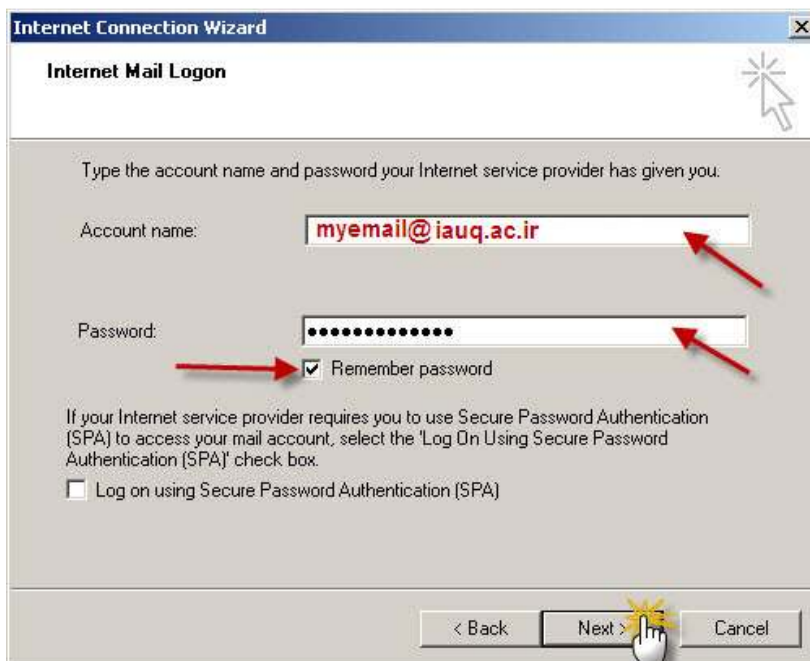 Internet Connection Wizard
Internet Mail Logon
Type the account name and password your Internet service provider has given you.
Account name:
myemail@iauq.ac.ir
Password:
•••••••••••••
Remember password
If your Internet service provider requires you to use Secure Password Authentication
(SPA) to access your mail account, select the 'Log On Using Secure Password
Authentication (SPA)' check box.
Log on using Secure Password Authentication (SPA)
< Back
Next >
Cancel